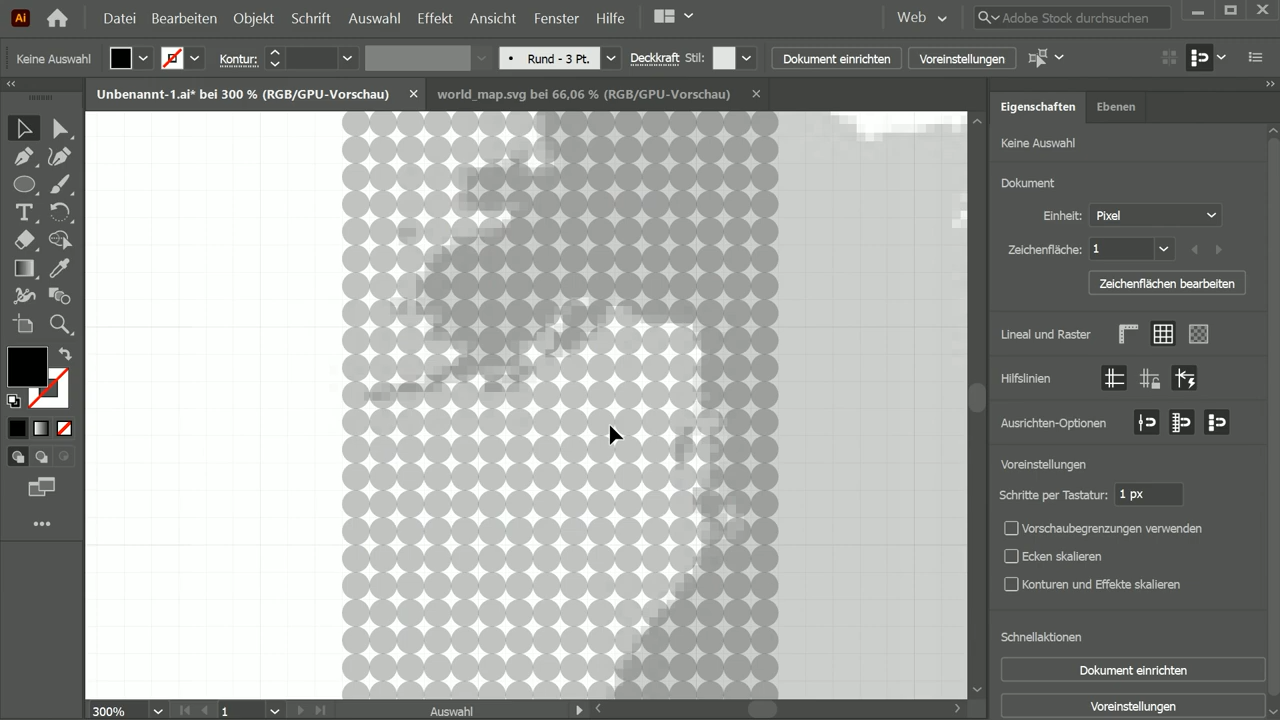 Ai
Datei Bearbeiten Objekt Schrift Auswahl Effekt Ansicht Fenster Hilfe Web Adobe Stock durchsuchen
Keine Auswahl Kontur: Rund - 3 Pt. Deckkraft Stil: Dokument einrichten Voreinstellungen
Unbenannt-1.ai* bei 300 % (RGB/GPU-Vorschau) world_map.svg bei 66,06 % (RGB/GPU-Vorschau)
Eigenschaften Ebenen
Keine Auswahl
Dokument
Einheit: Pixel
Zeichenfläche: 1
Zeichenflächen bearbeiten
Lineal und Raster
Hilfslinien
Ausrichten-Optionen
Voreinstellungen
Schritte per Tastatur: 1 px
Vorschaubegrenzungen verwenden
Ecken skalieren
Konturen und Effekte skalieren
Schnellaktionen
Dokument einrichten
Voreinstellungen
300% 1 Auswahl